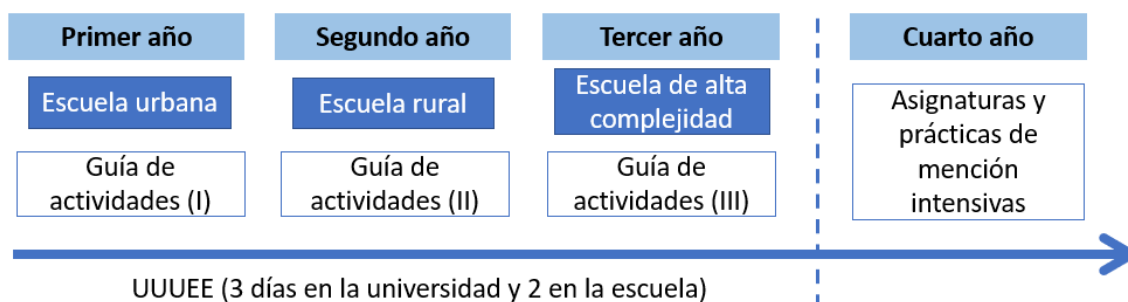 Primer año
Segundo año
Tercer año
Cuarto año
Escuela urbana
Escuela rural
Escuela de alta
complejidad
Asignaturas y
prácticas de
mención
intensivas
Guía de
actividades (I)
Guía de
actividades (II)
Guía de
actividades (III)
UUUEE (3 días en la universidad y 2 en la escuela)